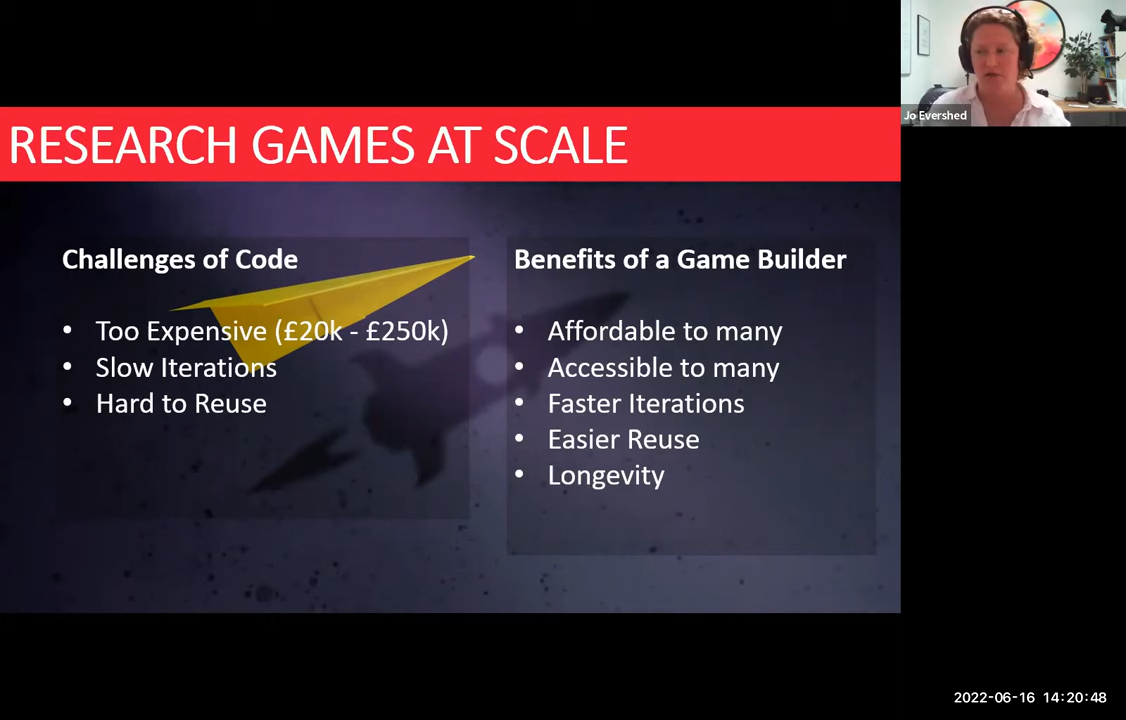 RESEARCH GAMES AT SCALE
Jo Evershed
Challenges of Code
• Too Expensive (£20k - £250k)
• Slow Iterations
• Hard to Reuse
Benefits of a Game Builder
• Affordable to many
• Accessible to many
• Faster Iterations
• Easier Reuse
• Longevity
2022-06-16 14:20:48